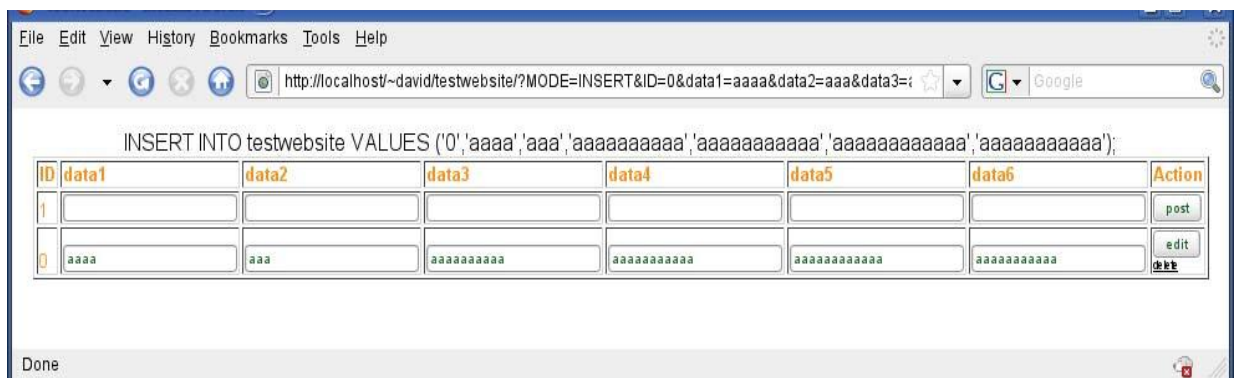 File Edit View History Bookmarks Tools Help
http://localhost/~david/testwebsite/?MODE=INSERT&ID=0&data1=aaaa&data2=aaa&data3=a
G Google
INSERT INTO testwebsite VALUES ('0','aaaa','aaa','aaaaaaaaaa','aaaaaaaaaaa','aaaaaaaaaaaa','aaaaaaaaaaa');
ID data1 data2 data3 data4 data5 data6 Action
1 post
0 aaaa aaa aaaaaaaaaa aaaaaaaaaaa aaaaaaaaaaaa aaaaaaaaaaa edit
delete
Done